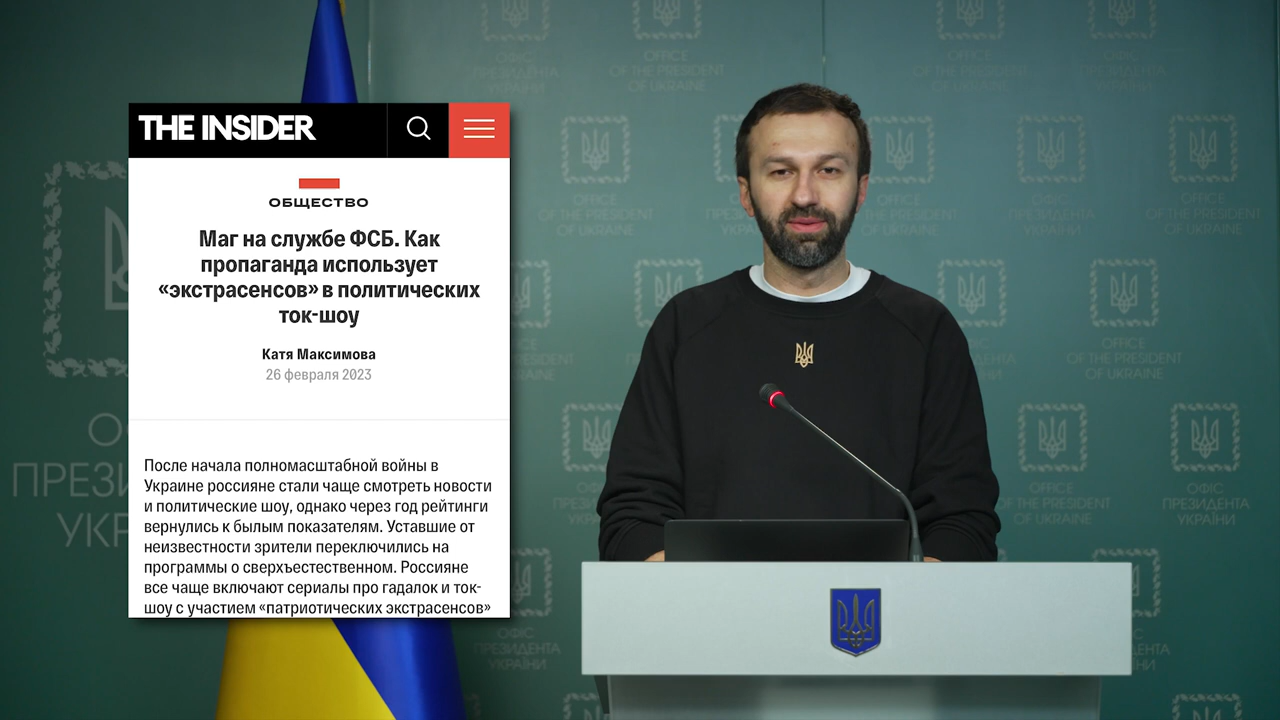 THE INSIDER
ОБЩЕСТВО
Маг на службе ФСБ. Как
пропаганда использует
«экстрасенсов» в политических
ток-шоу
Катя Максимова
26 февраля 2023
После начала полномасштабной войны в
Украине россияне стали чаще смотреть новости
и политические шоу, однако через год рейтинги
вернулись к былым показателям. Уставшие от
неизвестности зрители переключились на
программы о сверхъестественном. Россияне
все чаще включают сериалы про гадалок и ток-
шоу с участием «патриотических экстрасенсов»
OFFICE
OF THE PRESIDENT
OF UKRAINE
ОФІС
ПРЕЗИДЕНТА
УКРАЇНИ